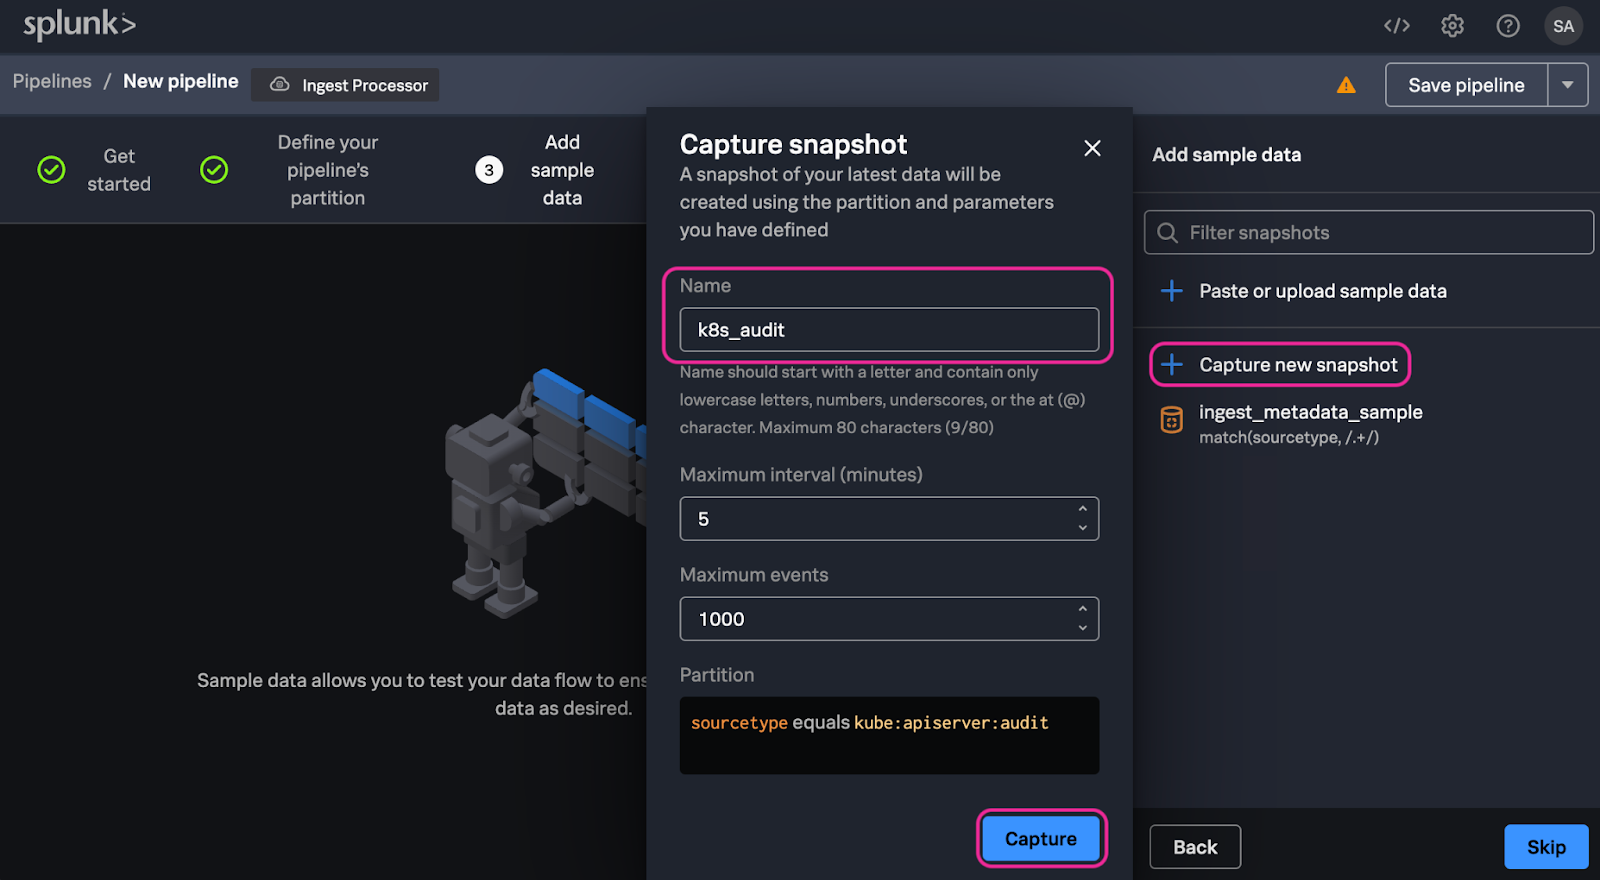 splunk>
SA
Pipelines / New pipeline
Ingest Processor
Save pipeline
Get
started
Define your
pipeline's
partition
3
Add
sample
data
Sample data allows you to test your data flow to ens
data as desired.
Capture snapshot
A snapshot of your latest data will be
created using the partition and parameters
you have defined
Name
k8s_audit
Name should start with a letter and contain only
lowercase letters, numbers, underscores, or the at (@)
character. Maximum 80 characters (9/80)
Maximum interval (minutes)
5
Maximum events
1000
Partition
sourcetype equals kube:apiserver:audit
Capture
Add sample data
Filter snapshots
Paste or upload sample data
Capture new snapshot
ingest_metadata_sample
match(sourcetype, /.+/)
Back
Skip